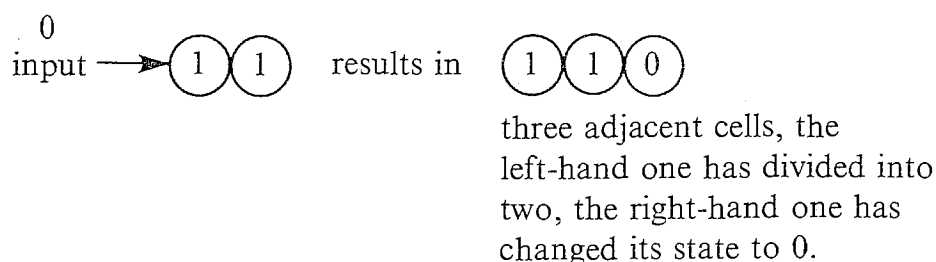 0
input 1 1 results in 1 1 0
three adjacent cells, the
left-hand one has divided into
two, the right-hand one has
changed its state to 0.